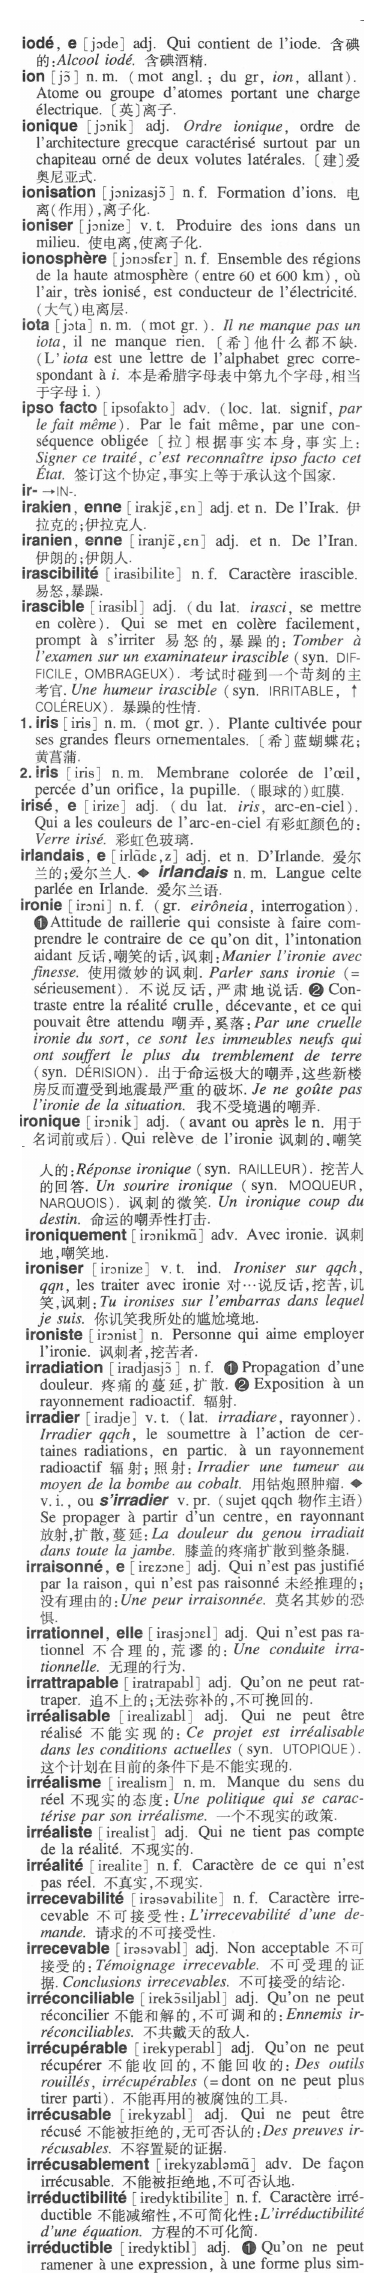 iodé, e [jɔde] adj. Qui contient de l'iode. 含碘
的:Alcool iodé. 含碘酒精.
ion [jɔ̃] n. m. (mot angl. ; du gr, ion, allant).
Atome ou groupe d'atomes portant une charge
électrique. 〔英〕离子.
ionique [jɔnik] adj. Ordre ionique, ordre de
l'architecture grecque caractérisé surtout par un
chapiteau orné de deux volutes latérales. 〔建〕爱
奥尼亚式.
ionisation [jɔnizasjɔ̃] n. f. Formation d'ions. 电
离(作用),离子化.
ioniser [jɔnize] v. t. Produire des ions dans un
milieu. 使电离,使离子化.
ionosphère [jɔnɔsfɛr] n. f. Ensemble des régions
de la haute atmosphère (entre 60 et 600 km), où
l'air, très ionisé, est conducteur de l'électricité.
(大气)电离层.
iota [jɔta] n. m. (mot gr. ). Il ne manque pas un
iota, il ne manque rien. 〔希〕他什么都不缺.
(L'iota est une lettre de l'alphabet grec corre-
spondant à i. 本是希腊字母表中第九个字母,相当
于字母 i. )
ipso facto [ipsofakto] adv. (loc. lat. signif, par
le fait même). Par le fait même, par une con-
séquence obligée 〔拉〕根据事实本身,事实上:
Signer ce traité, c'est reconnaître ipso facto cet
État. 签订这个协定,事实上等于承认这个国家.
ir- →IN-.
irakien, enne [irakjɛ̃,ɛn] adj. et n. De l'Irak. 伊
拉克的;伊拉克人.
iranien, enne [iranjɛ̃,ɛn] adj. et n. De l'Iran.
伊朗的;伊朗人.
irascibilité [irasibilite] n. f. Caractère irascible.
易怒,暴躁.
irascible [irasibl] adj. (du lat. irasci, se mettre
en colère). Qui se met en colère facilement,
prompt à s'irriter 易怒的,暴躁的: Tomber à
l'examen sur un examinateur irascible (syn. DIF-
FICILE, OMBRAGEUX). 考试时碰到一个苛刻的主
考官. Une humeur irascible (syn. IRRITABLE, ↑
COLÉREUX). 暴躁的性情.
1. iris [iris] n. m. (mot gr. ). Plante cultivée pour
ses grandes fleurs ornementales. 〔希〕蓝蝴蝶花;
黄菖蒲.
2. iris [iris] n. m. Membrane colorée de l'œil,
percée d'un orifice, la pupille. (眼球的)虹膜.
irisé, e [irize] adj. (du lat. iris, arc-en-ciel).
Qui a les couleurs de l'arc-en-ciel 有彩虹颜色的:
Verre irisé. 彩虹色玻璃.
irlandais, e [irlɑ̃dɛ,z] adj. et n. D'Irlande. 爱尔
兰的;爱尔兰人. ◆ irlandais n. m. Langue celte
parlée en Irlande. 爱尔兰语.
ironie [irɔni] n. f. (gr. eirôneia, interrogation).
❶Attitude de raillerie qui consiste à faire com-
prendre le contraire de ce qu'on dit, l'intonation
aidant 反话,嘲笑的话,讽刺:Manier l'ironie avec
finesse. 使用微妙的讽刺. Parler sans ironie (=
sérieusement). 不说反话,严肃地说话. ❷ Con-
traste entre la réalité crulle, décevante, et ce qui
pouvait être attendu 嘲弄,奚落:Par une cruelle
ironie du sort, ce sont les immeubles neufs qui
ont souffert le plus du tremblement de terre
(syn. DÉRISION). 出于命运极大的嘲弄,这些新楼
房反而遭受到地震最严重的破坏. Je ne goûte pas
l'ironie de la situation. 我不受境遇的嘲弄.
ironique [irɔnik] adj. (avant ou après le n. 用于
名词前或后). Qui relève de l'ironie 讽刺的,嘲笑
人的:Réponse ironique (syn. RAILLEUR). 挖苦人
的回答. Un sourire ironique (syn. MOQUEUR,
NARQUOIS). 讽刺的微笑. Un ironique coup du
destin. 命运的嘲弄性打击.
ironiquement [irɔnikmɑ̃] adv. Avec ironie. 讽刺
地,嘲笑地.
ironiser [irɔnize] v. t. ind. Ironiser sur qqch,
qqn, les traiter avec ironie 对…说反话,挖苦,讥
笑,讽刺:Tu ironises sur l'embarras dans lequel
je suis. 你讥笑我所处的尴尬境地.
ironiste [irɔnist] n. Personne qui aime employer
l'ironie. 讽刺者,挖苦者.
irradiation [iradjasjɔ̃] n. f. ❶Propagation d'une
douleur. 疼痛的蔓延,扩散. ❷ Exposition à un
rayonnement radioactif. 辐射.
irradier [iradje] v. t. (lat. irradiare, rayonner).
Irradier qqch, le soumettre à l'action de cer-
taines radiations, en partic. à un rayonnement
radioactif 辐射;照射: Irradier une tumeur au
moyen de la bombe au cobalt. 用钴炮照肿瘤. ◆
v. i. , ou s'irradier v. pr. (sujet qqch 物作主语)
Se propager à partir d'un centre, en rayonnant
放射,扩散,蔓延:La douleur du genou irradiait
dans toute la jambe. 膝盖的疼痛扩散到整条腿.
irraisonné, e [irɛzɔne] adj. Qui n'est pas justifié
par la raison, qui n'est pas raisonné 未经推理的;
没有理由的:Une peur irraisonnée. 莫名其妙的恐
惧.
irrationnel, elle [irasjɔnɛl] adj. Qui n'est pas ra-
tionnel 不合理的,荒谬的: Une conduite irra-
tionnelle. 无理的行为.
irrattrapable [iratrapabl] adj. Qu'on ne peut rat-
traper. 追不上的;无法弥补的,不可挽回的.
irréalisable [irealizabl] adj. Qui ne peut être
réalisé 不能实现的: Ce projet est irréalisable
dans les conditions actuelles (syn. UTOPIQUE).
这个计划在目前的条件下是不能实现的.
irréalisme [irealism] n. m. Manque du sens du
réel 不现实的态度: Une politique qui se carac-
térise par son irréalisme. 一个不现实的政策.
irréaliste [irealist] adj. Qui ne tient pas compte
de la réalité. 不现实的.
irréalité [irealite] n. f. Caractère de ce qui n'est
pas réel. 不真实,不现实.
irrecevabilité [irəsəvabilite] n. f. Caractère irre-
cevable 不可接受性: L'irrecevabilité d'une de-
mande. 请求的不可接受性.
irrecevable [irəsəvabl] adj. Non acceptable 不可
接受的: Témoignage irrecevable. 不可受理的证
据. Conclusions irrecevables. 不可接受的结论.
irréconciliable [irekɔ̃siljabl] adj. Qu'on ne peut
réconcilier 不能和解的,不可调和的: Ennemis ir-
réconciliables. 不共戴天的敌人.
irrécupérable [irekyperabl] adj. Qu'on ne peut
récupérer 不能收回的,不能回收的: Des outils
rouillés, irrécupérables (=dont on ne peut plus
tirer parti). 不能再用的被腐蚀的工具.
irrécusable [irekyzabl] adj. Qui ne peut être
récusé 不能被拒绝的,无可否认的:Des preuves ir-
récusables. 不容置疑的证据.
irrécusablement [irekyzabləmɑ̃] adv. De façon
irrécusable. 不能被拒绝地,不可否认地.
irréductibilité [iredyktibilite] n. f. Caractère irré-
ductible 不能减缩性,不可简化性:L'irréductibilité
d'une équation. 方程的不可化简.
irréductible [iredyktibl] adj. ❶ Qu'on ne peut
ramener à une expression, à une forme plus sim-